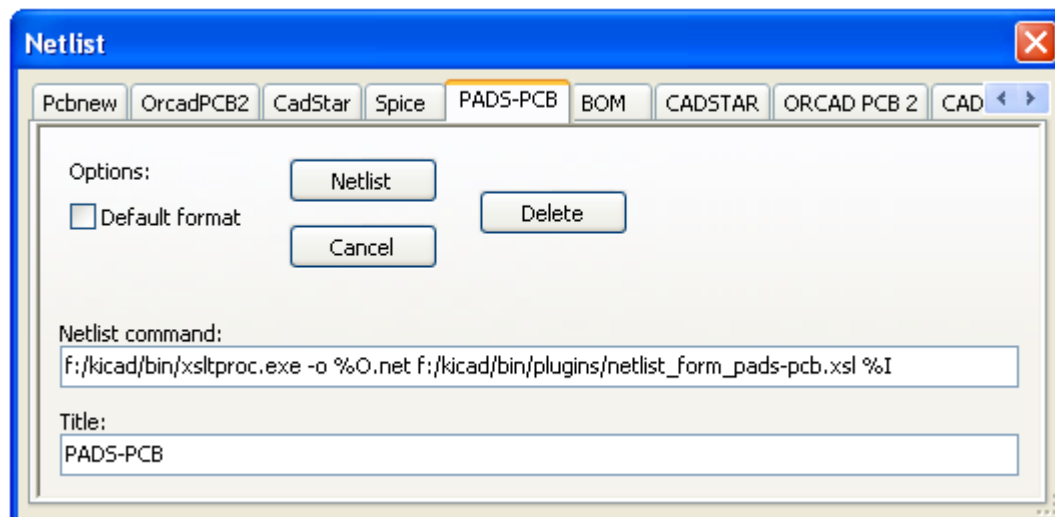 Netlist
Pcbnew OrcadPCB2 CadStar Spice PADS-PCB BOM CADSTAR ORCAD PCB 2 CAD
Options:
Netlist
Default format
Delete
Cancel
Netlist command:
f:/kicad/bin/xsltproc.exe -o %O.net f:/kicad/bin/plugins/netlist_form_pads-pcb.xsl %I
Title:
PADS-PCB